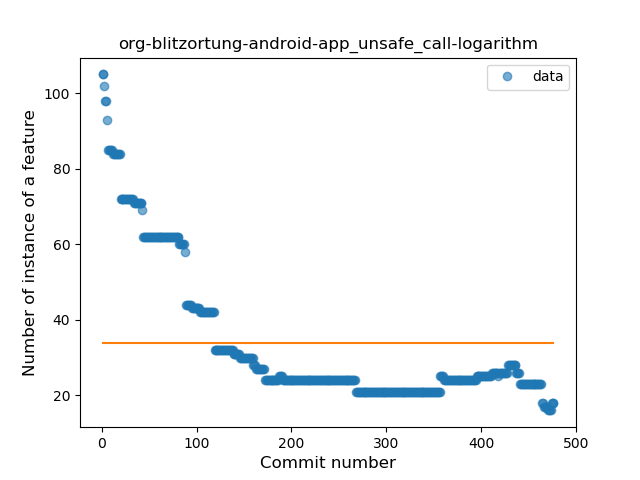 org-blitzortung-android-app_unsafe_call-logarithm
data
Number of instance of a feature
100
80
60
40
20
0
100
200
300
400
500
Commit number